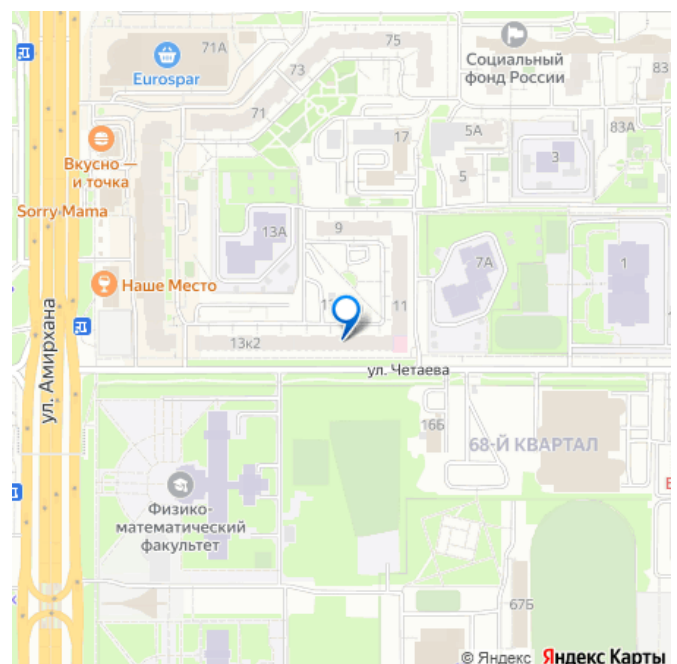 71А
75
Eurospar
73
Социальный
фонд России
83
71
17
5А
83А
Вкусно —
и точка
3
5
Sorry Mama
9
13А
7А
1
Наше Место
11
13к2
ул. Четаева
ул. Амирхана
16Б
68-Й КВАРТАЛ
Физико-
математический
факультет
67Б
© Яндекс Яндекс Карты